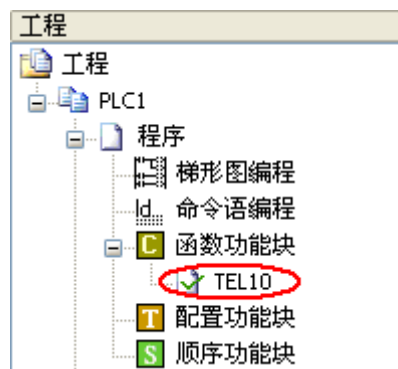 工程
工程
PLC1
程序
梯形图编程
ld... 命令语编程
C 函数功能块
TEL10
T 配置功能块
S 顺序功能块